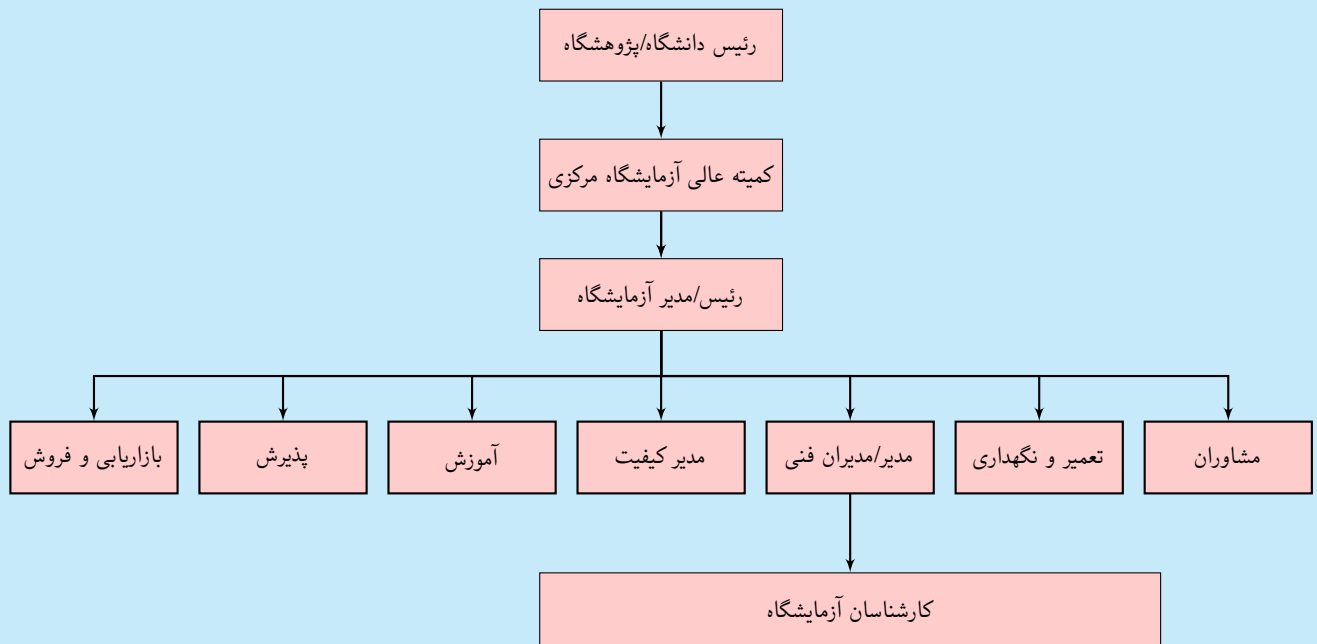 رئیس دانشگاه/پژوهشگاه
کمیته عالی آزمایشگاه مرکزی
رئیس/مدیر آزمایشگاه
مشاوران
تعمیر و نگهداری
مدیر/مدیران فنی
مدیر کیفیت
آموزش
پذیرش
بازاریابی و فروش
کارشناسان آزمایشگاه